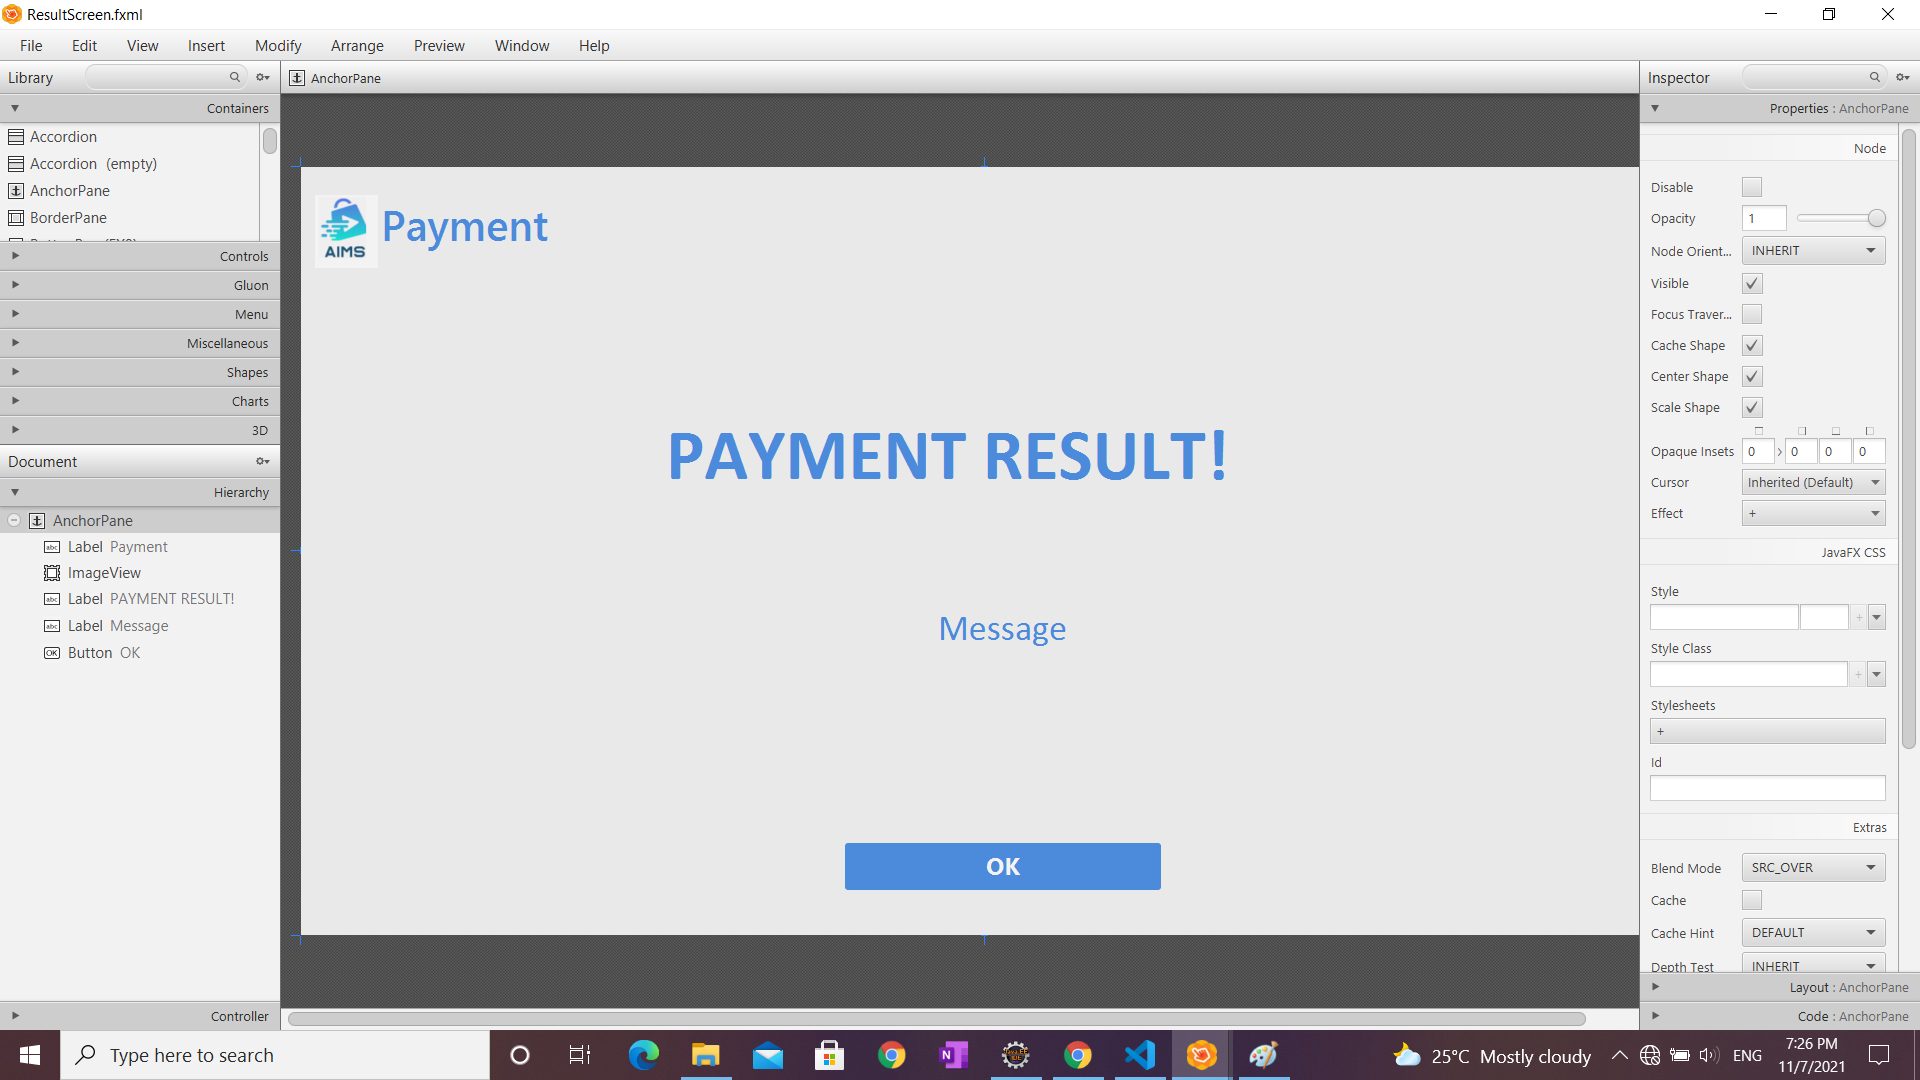 ResultScreen.fxml
File Edit View Insert Modify Arrange Preview Window Help
Library
Containers
Accordion
Accordion (empty)
AnchorPane
BorderPane
Controls
Gluon
Menu
Miscellaneous
Shapes
Charts
3D
Document
Hierarchy
AnchorPane
Label Payment
ImageView
Label PAYMENT RESULT!
Label Message
Button OK
Controller
AnchorPane
AIMS
Payment
PAYMENT RESULT!
Message
OK
Inspector
Properties : AnchorPane
Node
Disable
Opacity 1
Node Orient... INHERIT
Visible
Focus Traver...
Cache Shape
Center Shape
Scale Shape
Opaque Insets 0 0 0 0
Cursor Inherited (Default)
Effect +
JavaFX CSS
Style
+
Style Class
+
Stylesheets
+
Id
Extras
Blend Mode SRC_OVER
Cache
Cache Hint DEFAULT
Depth Test INHERIT
Layout : AnchorPane
Code : AnchorPane
Type here to search
25°C Mostly cloudy
ENG
7:26 PM
11/7/2021